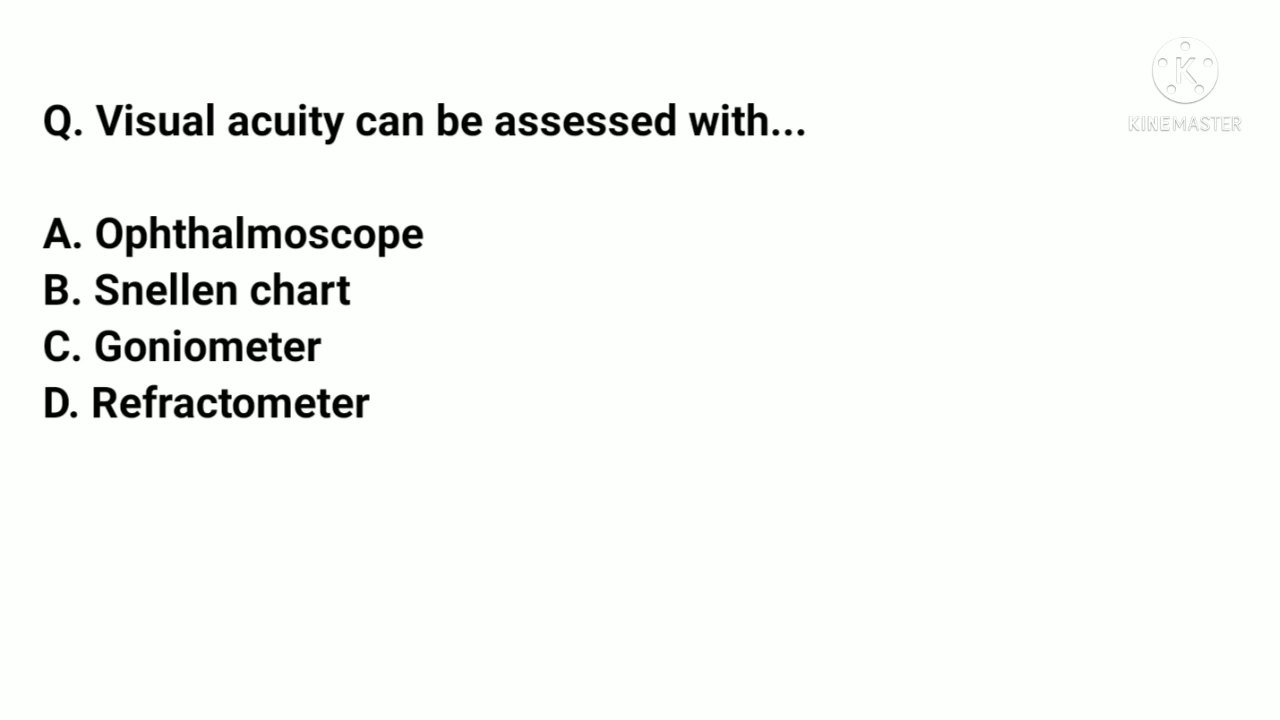 Q. Visual acuity can be assessed with...
A. Ophthalmoscope
B. Snellen chart
C. Goniometer
D. Refractometer
K
KINEMASTER